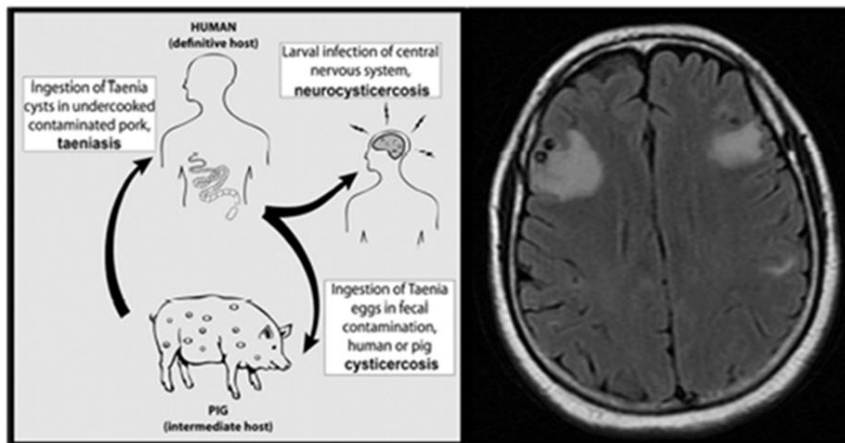 HUMAN
(definitive host)
Ingestion of Taenia
cysts in undercooked
contaminated pork,
taeniasis
Larval infection of central
nervous system,
neurocysticercosis
Ingestion of Taenia
eggs in fecal
contamination,
human or pig
cysticercosis
PIG
(intermediate host)